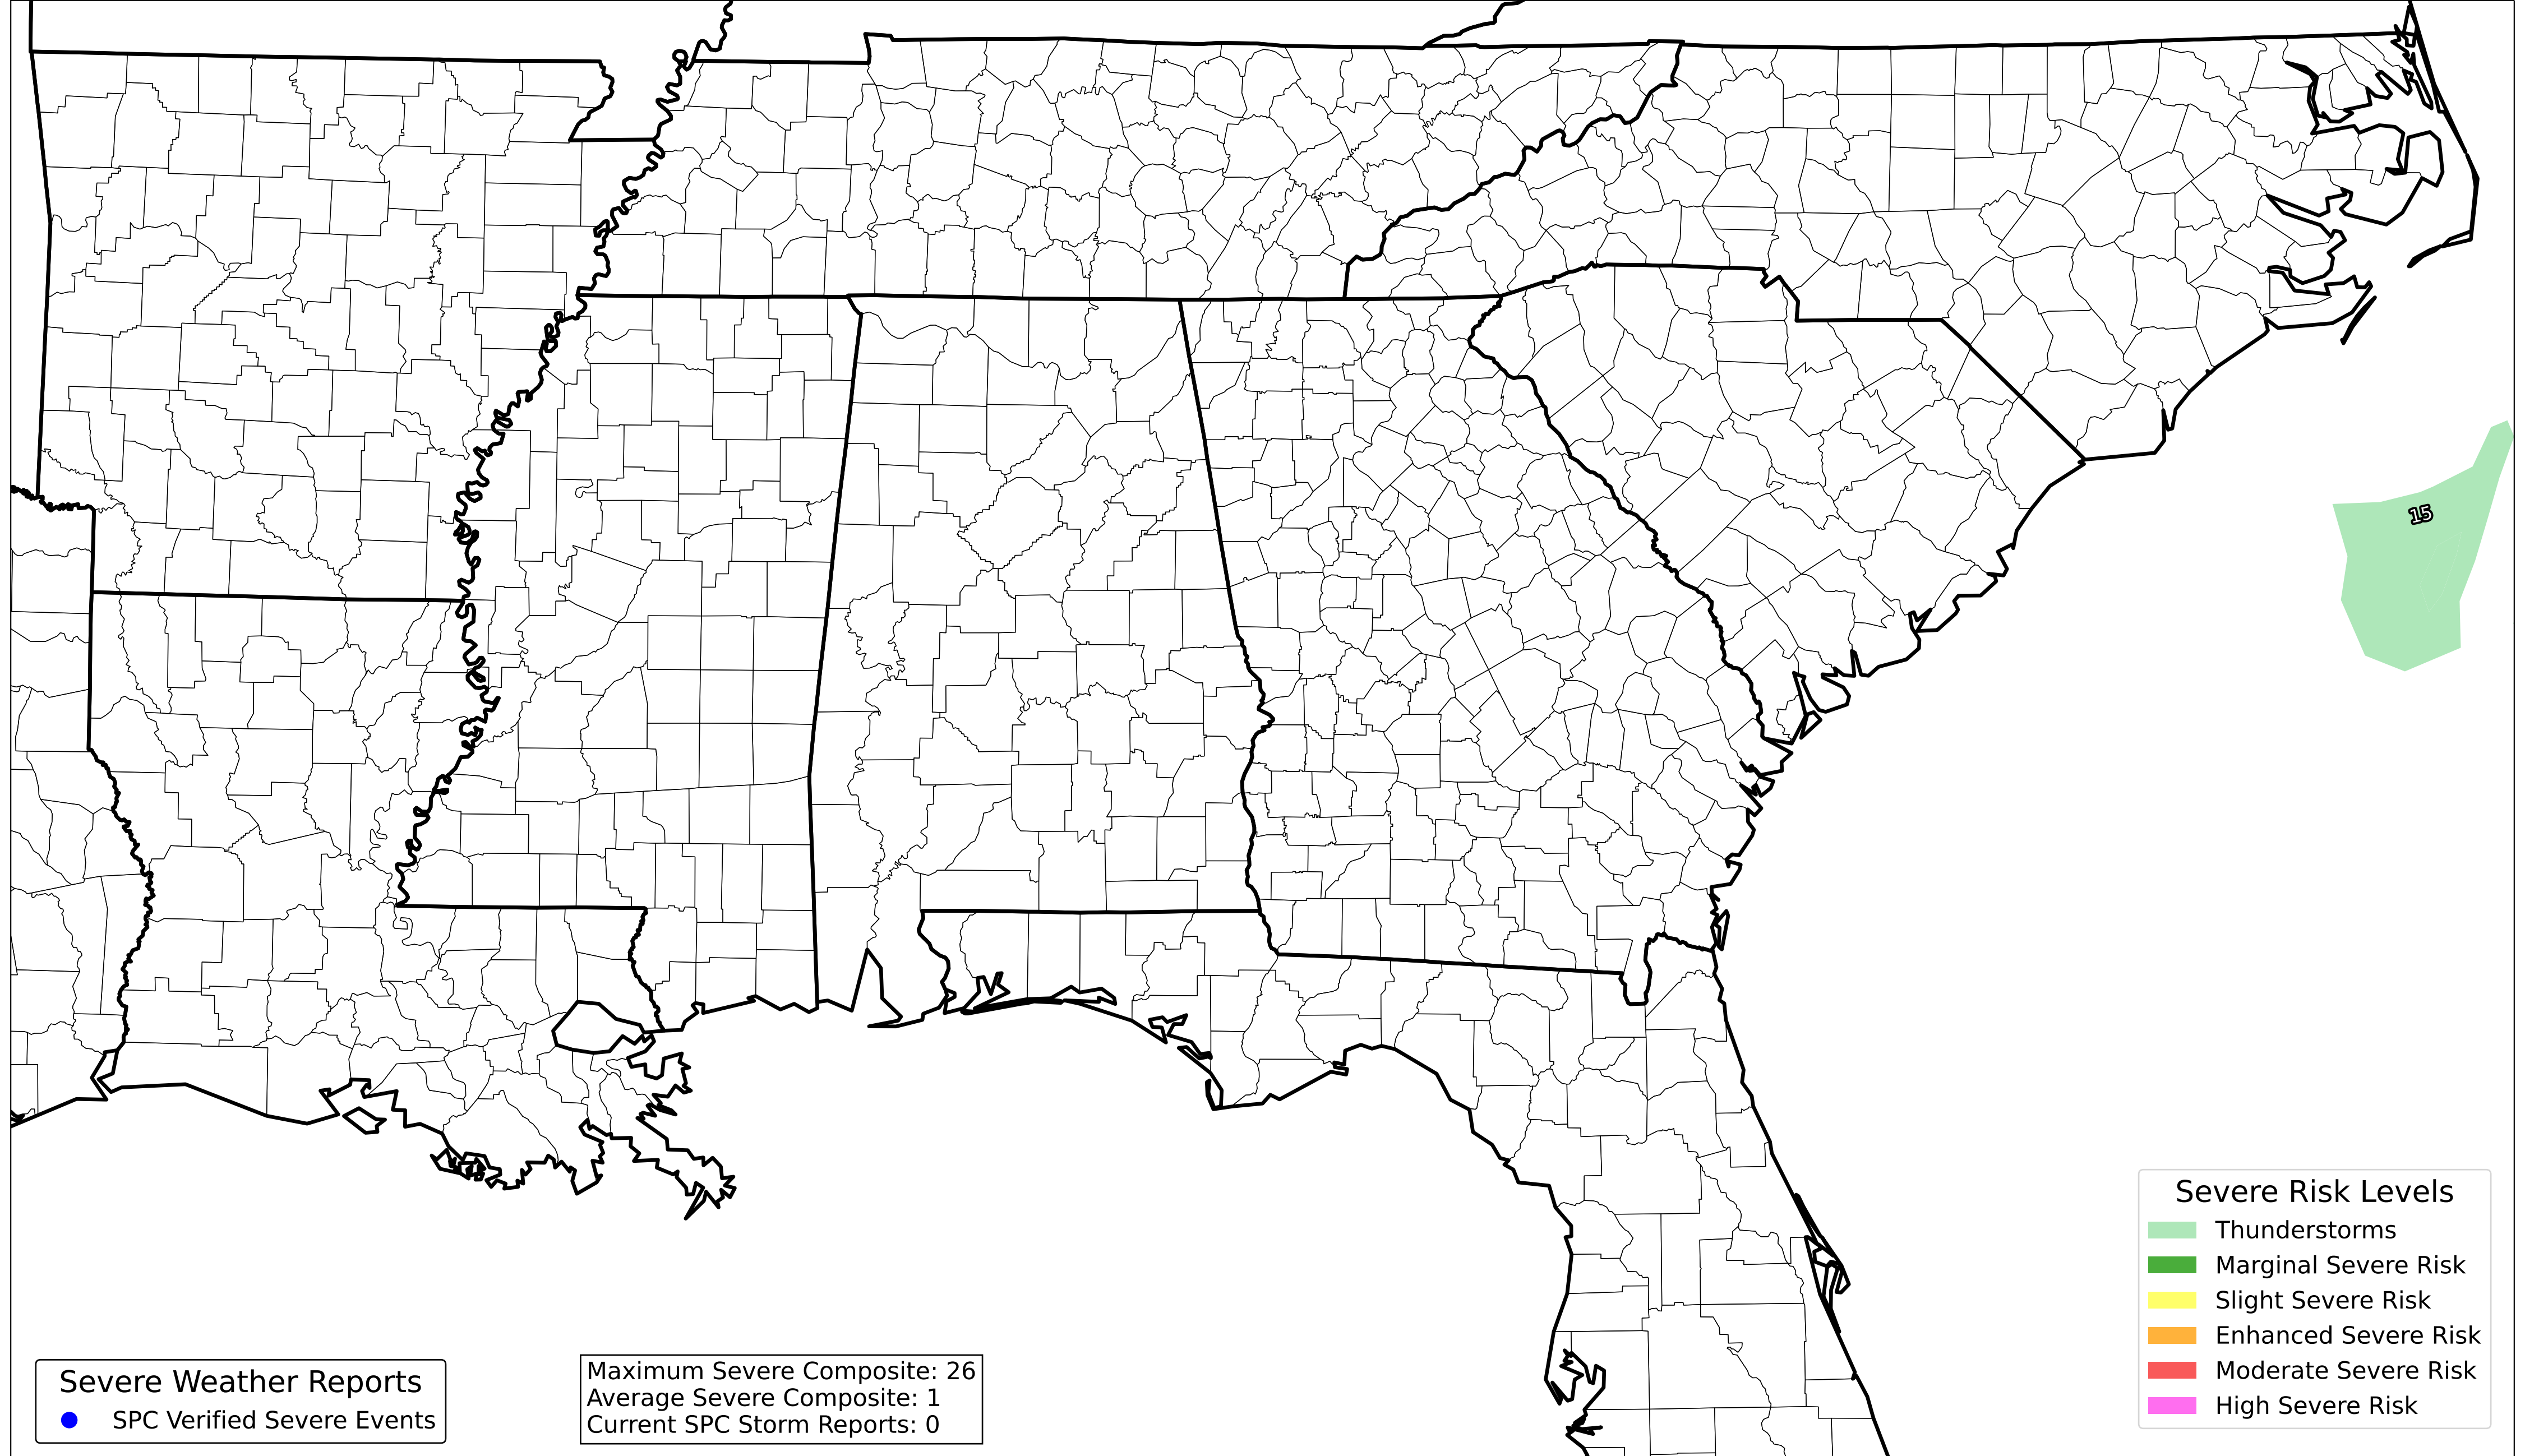 15
Severe Risk Levels
Thunderstorms
Marginal Severe Risk
Slight Severe Risk
Enhanced Severe Risk
Moderate Severe Risk
High Severe Risk
Severe Weather Reports
SPC Verified Severe Events
Maximum Severe Composite: 26
Average Severe Composite: 1
Current SPC Storm Reports: 0